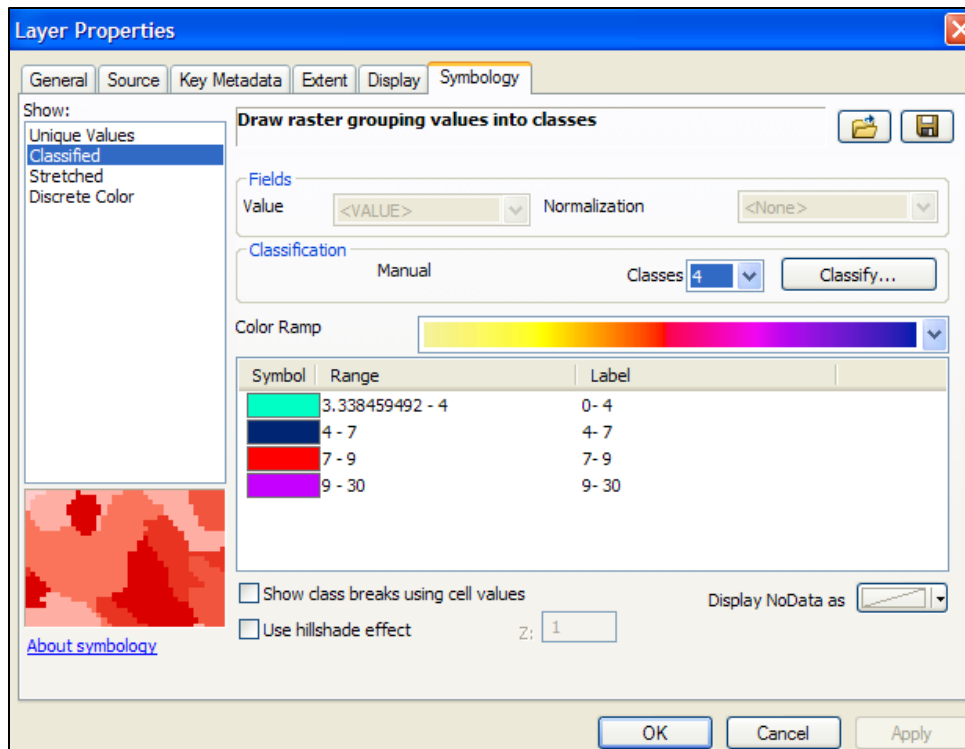 Layer Properties
General Source Key Metadata Extent Display Symbology
Show:
Unique Values
Classified
Stretched
Discrete Color
About symbology
Draw raster grouping values into classes
Fields
Value <VALUE> Normalization <None>
Classification
Manual Classes 4 Classify...
Color Ramp
Symbol Range Label
3.338459492 - 4 0- 4
4 - 7 4- 7
7 - 9 7- 9
9 - 30 9- 30
Show class breaks using cell values Display NoData as
Use hillshade effect Z: 1
OK Cancel Apply